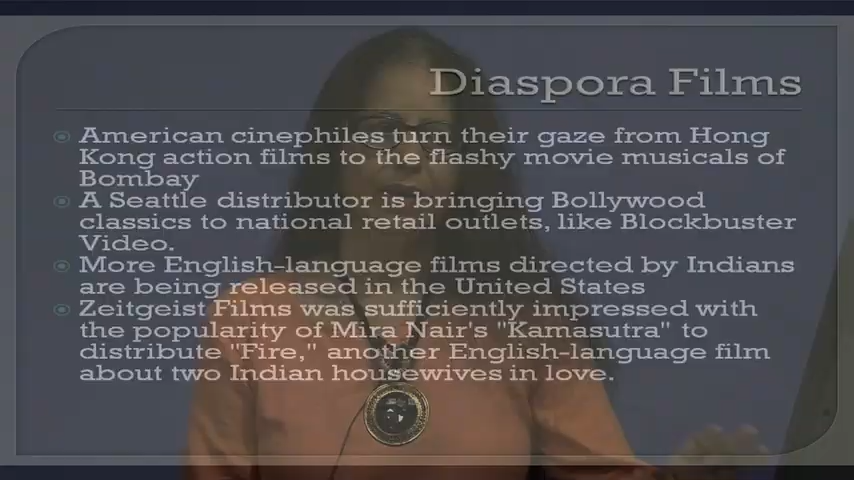 Diaspora Films
American cinephiles turn their gaze from Hong
Kong action films to the flashy movie musicals of
Bombay
A Seattle distributor is bringing Bollywood
classics to national retail outlets, like Blockbuster
Video.
More English-language films directed by Indians
are being released in the United States
Zeitgeist Films was sufficiently impressed with
the popularity of Mira Nair's "Kamasutra" to
distribute "Fire," another English-language film
about two Indian housewives in love.